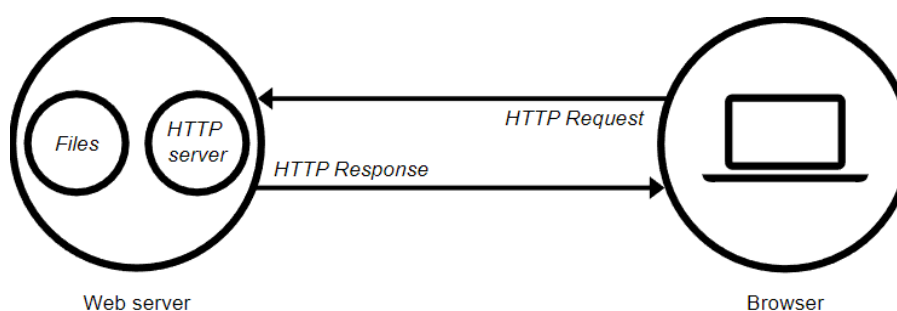 HTTP Request
Files
HTTP
server
HTTP Response
Web server
Browser